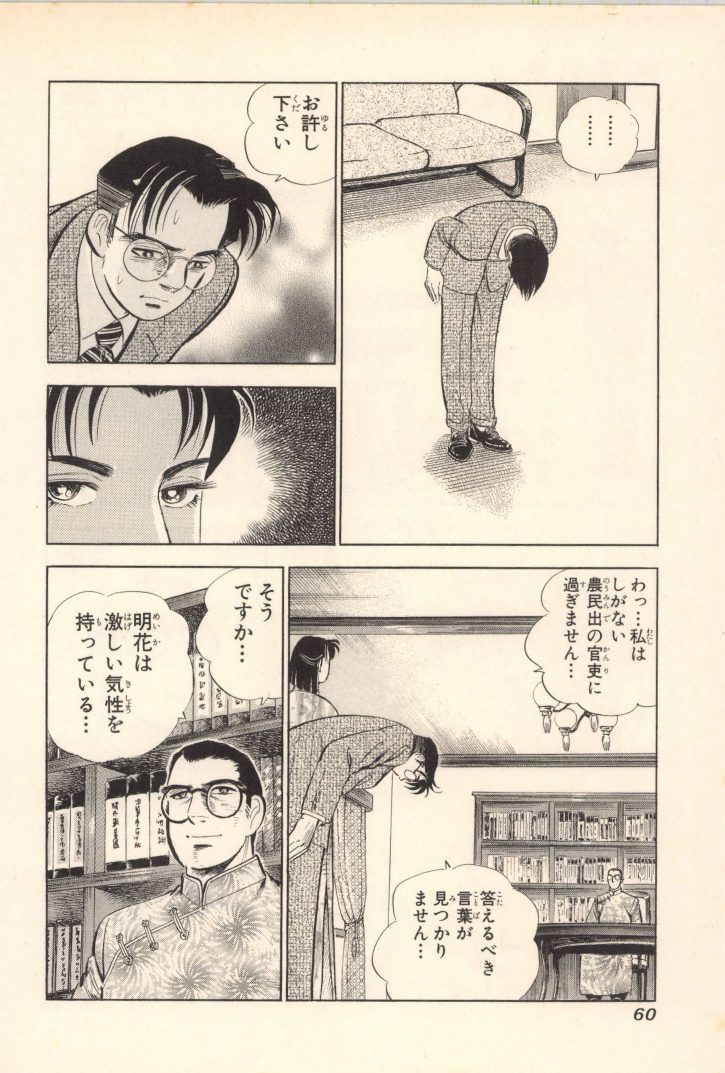 ……
……
お許し
下さい
わっ…私は
しがない
農民出の官吏に
過ぎません…
答えるべき
言葉が
見つかり
ません…
そう
ですか…
明花は
激しい気性を
持っている…
60